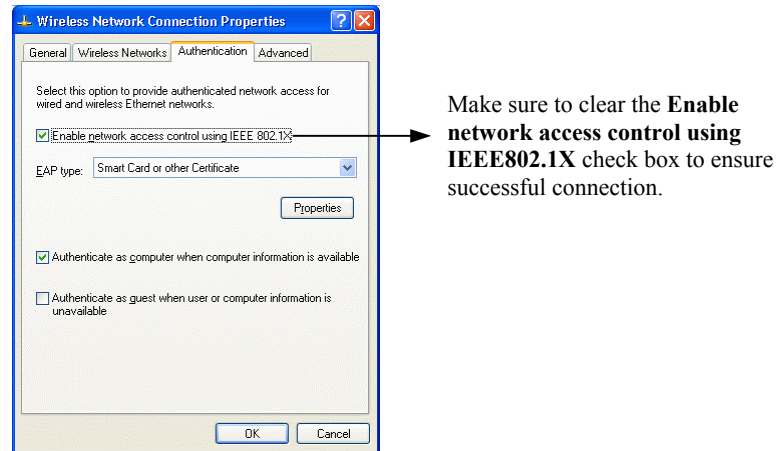 Wireless Network Connection Properties
General Wireless Networks Authentication Advanced
Select this option to provide authenticated network access for
wired and wireless Ethernet networks.
Enable network access control using IEEE 802.1X
EAP type: Smart Card or other Certificate
Properties
Authenticate as computer when computer information is available
Authenticate as guest when user or computer information is
unavailable
OK Cancel
Make sure to clear the Enable
network access control using
IEEE802.1X check box to ensure
successful connection.